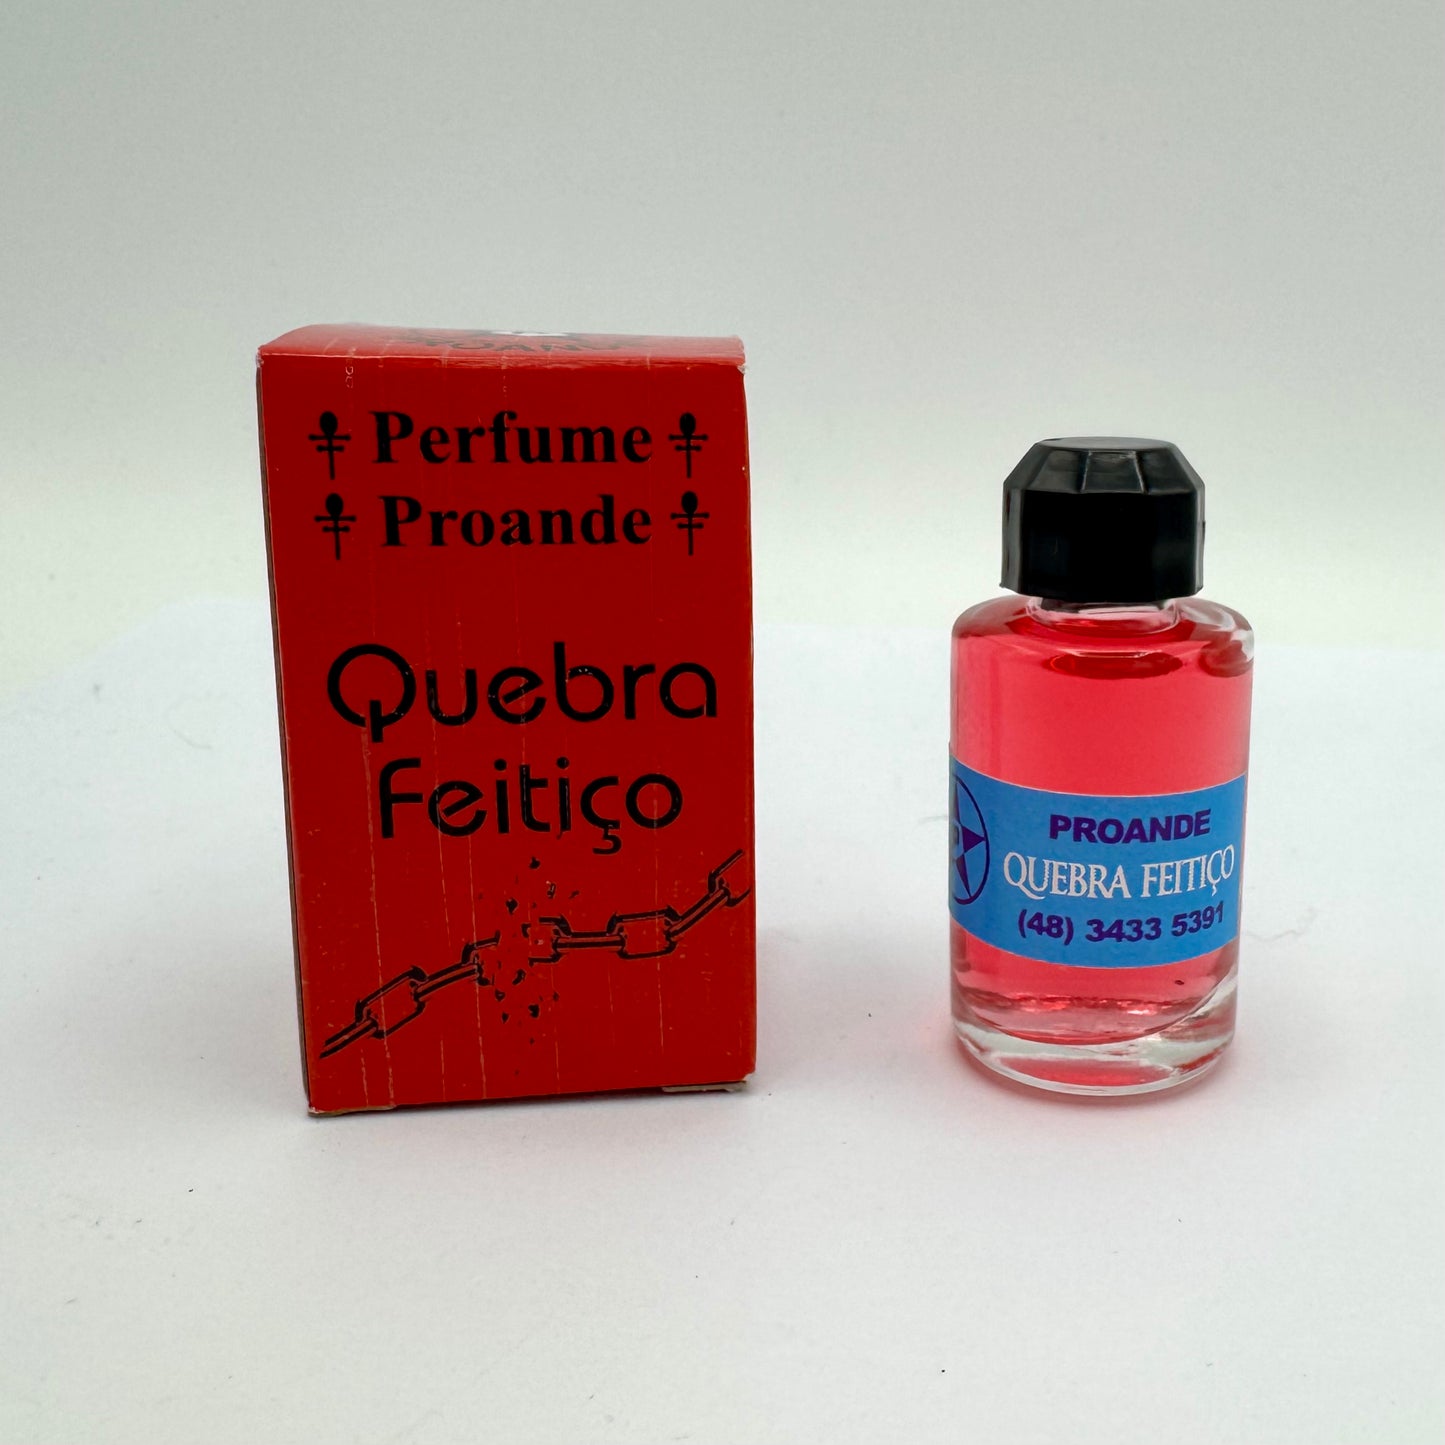 Perfume
Proande
Quebra
Feitiço
PROANDE
QUEBRA FEITIÇO
(48) 3433 5391